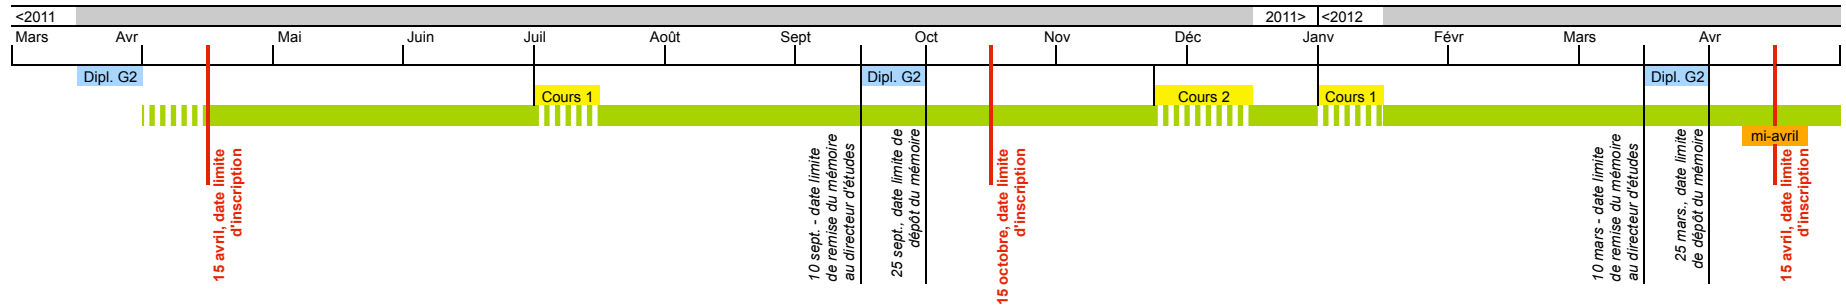 <2011
2011>
<2012
Mars
Avr
Mai
Juin
Juil
Août
Sept
Oct
Nov
Déc
Janv
Févr
Mars
Avr
Dipl. G2
Dipl. G2
Dipl. G2
Cours 1
Cours 2
Cours 1
mi-avril
15 avril, date limite
d'inscription
10 sept. - date limite
de remise du mémoire
au directeur d'études
25 sept., date limite de
dépôt du mémoire
15 octobre, date limite
d'inscription
10 mars - date limite
de remise du mémoire
au directeur d'études
25 mars., date limite
de dépôt du mémoire
15 avril, date limite
d'inscription